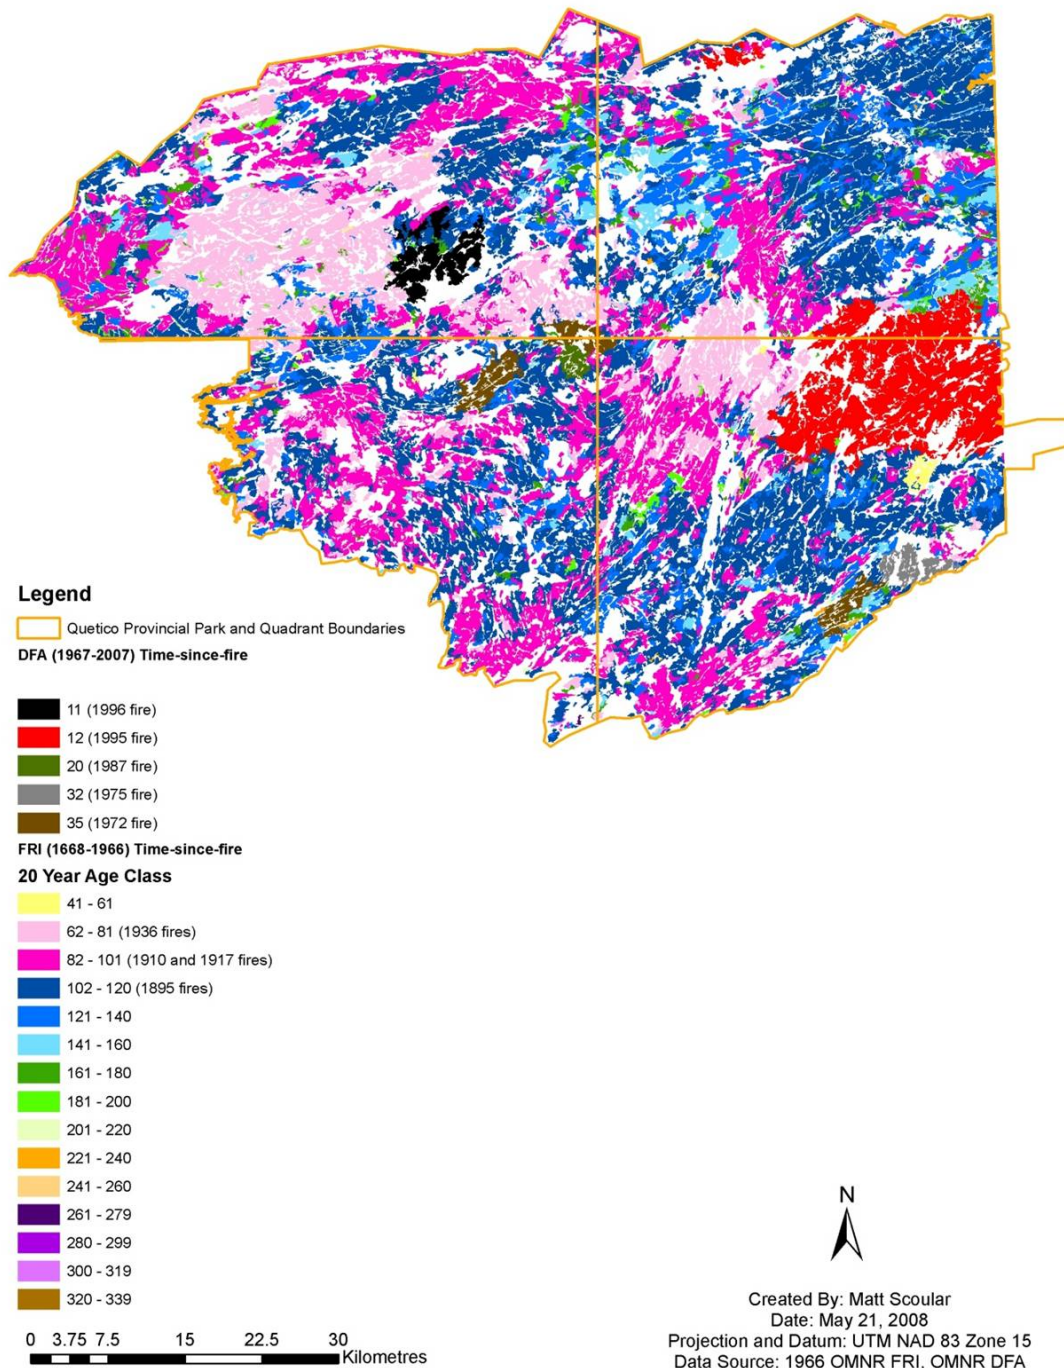 Legend
Quetico Provincial Park and Quadrant Boundaries
DFA (1967-2007) Time-since-fire
11 (1996 fire)
12 (1995 fire)
20 (1987 fire)
32 (1975 fire)
35 (1972 fire)
FRI (1668-1966) Time-since-fire
20 Year Age Class
41 - 61
62 - 81 (1936 fires)
82 - 101 (1910 and 1917 fires)
102 - 120 (1895 fires)
121 - 140
141 - 160
161 - 180
181 - 200
201 - 220
221 - 240
241 - 260
261 - 279
280 - 299
300 - 319
320 - 339
0 3.75 7.5 15 22.5 30
Kilometres
N
Created By: Matt Scoular
Date: May 21, 2008
Projection and Datum: UTM NAD 83 Zone 15
Data Source: 1966 OMNR FRI, OMNR DFA